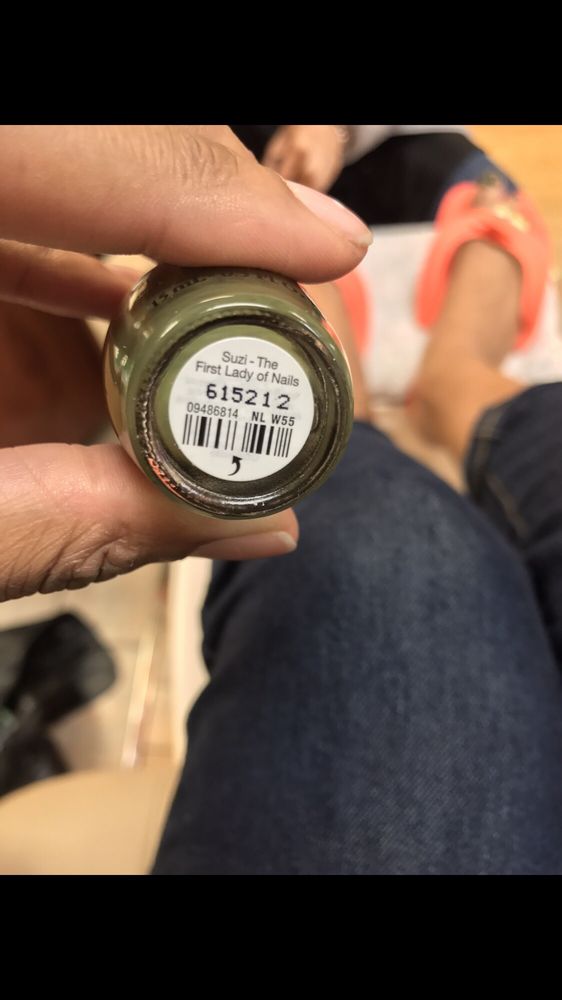 Suzi - The
First Lady of Nails
615212
09486814 NL W55